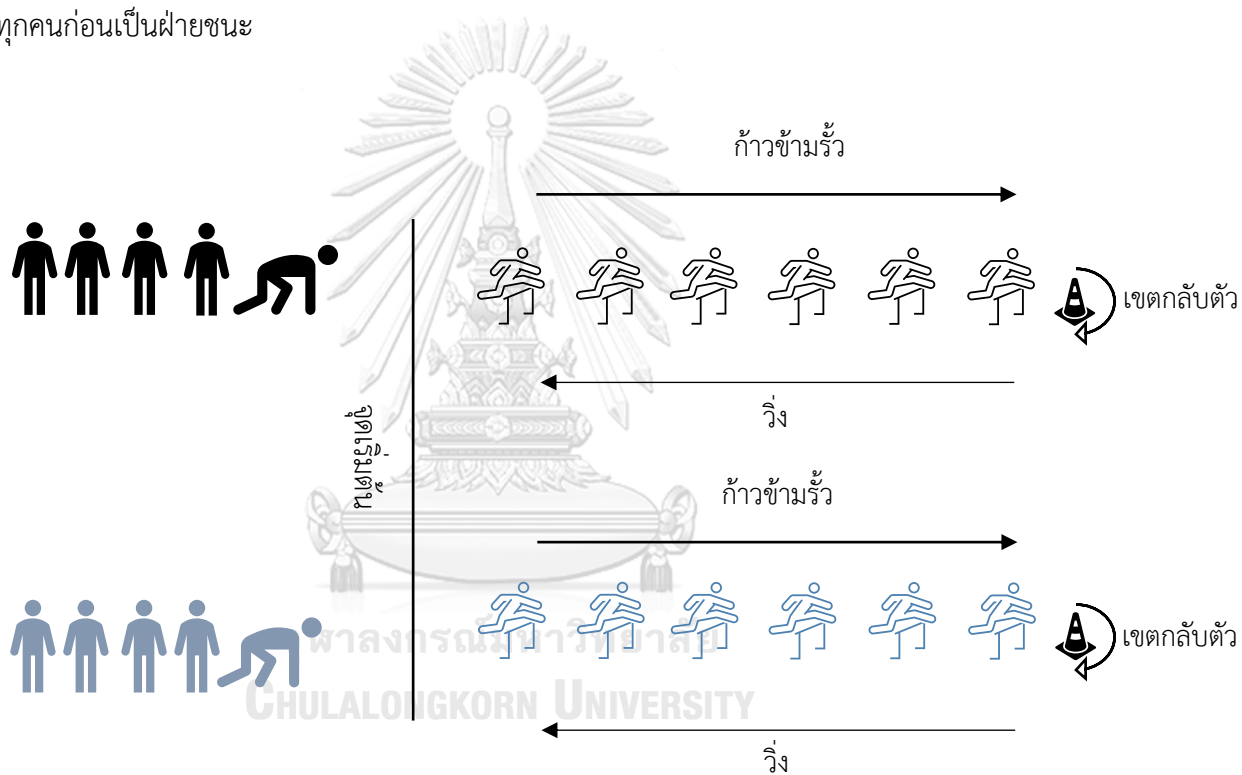 ทุกคนก่อนเป็นฝ่ายชนะ
ก้าวข้ามรั้ว
เขตกลับตัว
วิ่ง
จุดเริ่มต้น
ก้าวข้ามรั้ว
เขตกลับตัว
วิ่ง
จุฬาลงกรณ์มหาวิทยาลัย
CHULALONGKORN UNIVERSITY